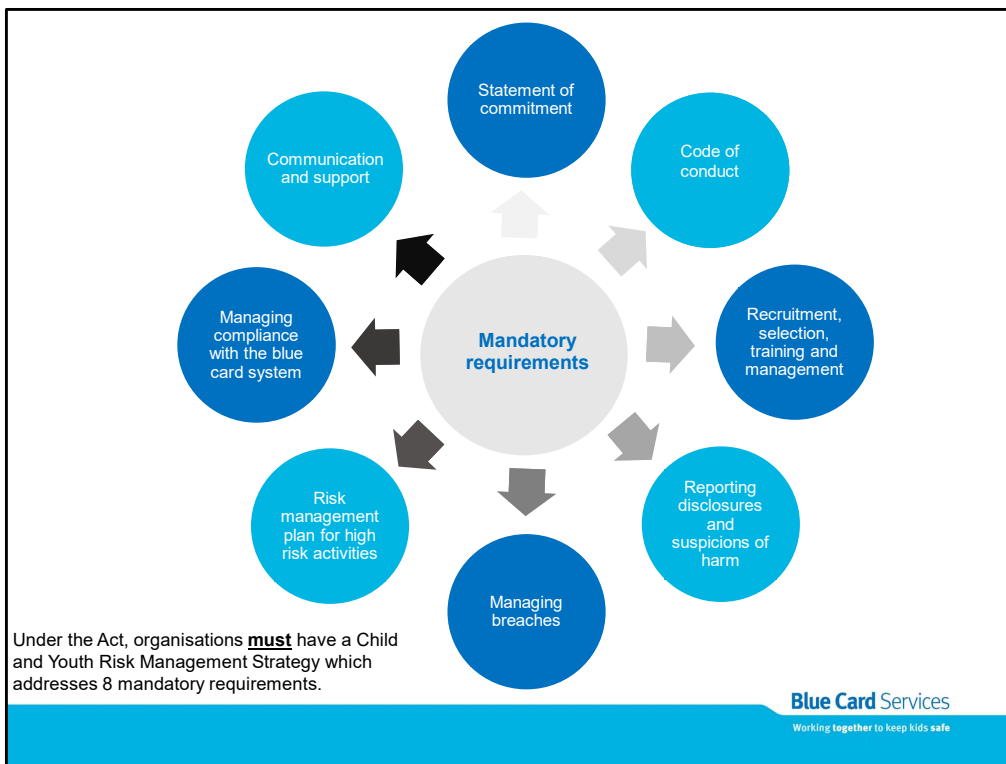 Statement of
commitment
Code of
conduct
Recruitment,
selection,
training and
management
Reporting
disclosures
and
suspicions of
harm
Managing
breaches
Risk
management
plan for high
risk activities
Managing
compliance
with the blue
card system
Communication
and support
Mandatory
requirements
Under the Act, organisations must have a Child
and Youth Risk Management Strategy which
addresses 8 mandatory requirements.
Blue Card Services
Working together to keep kids safe